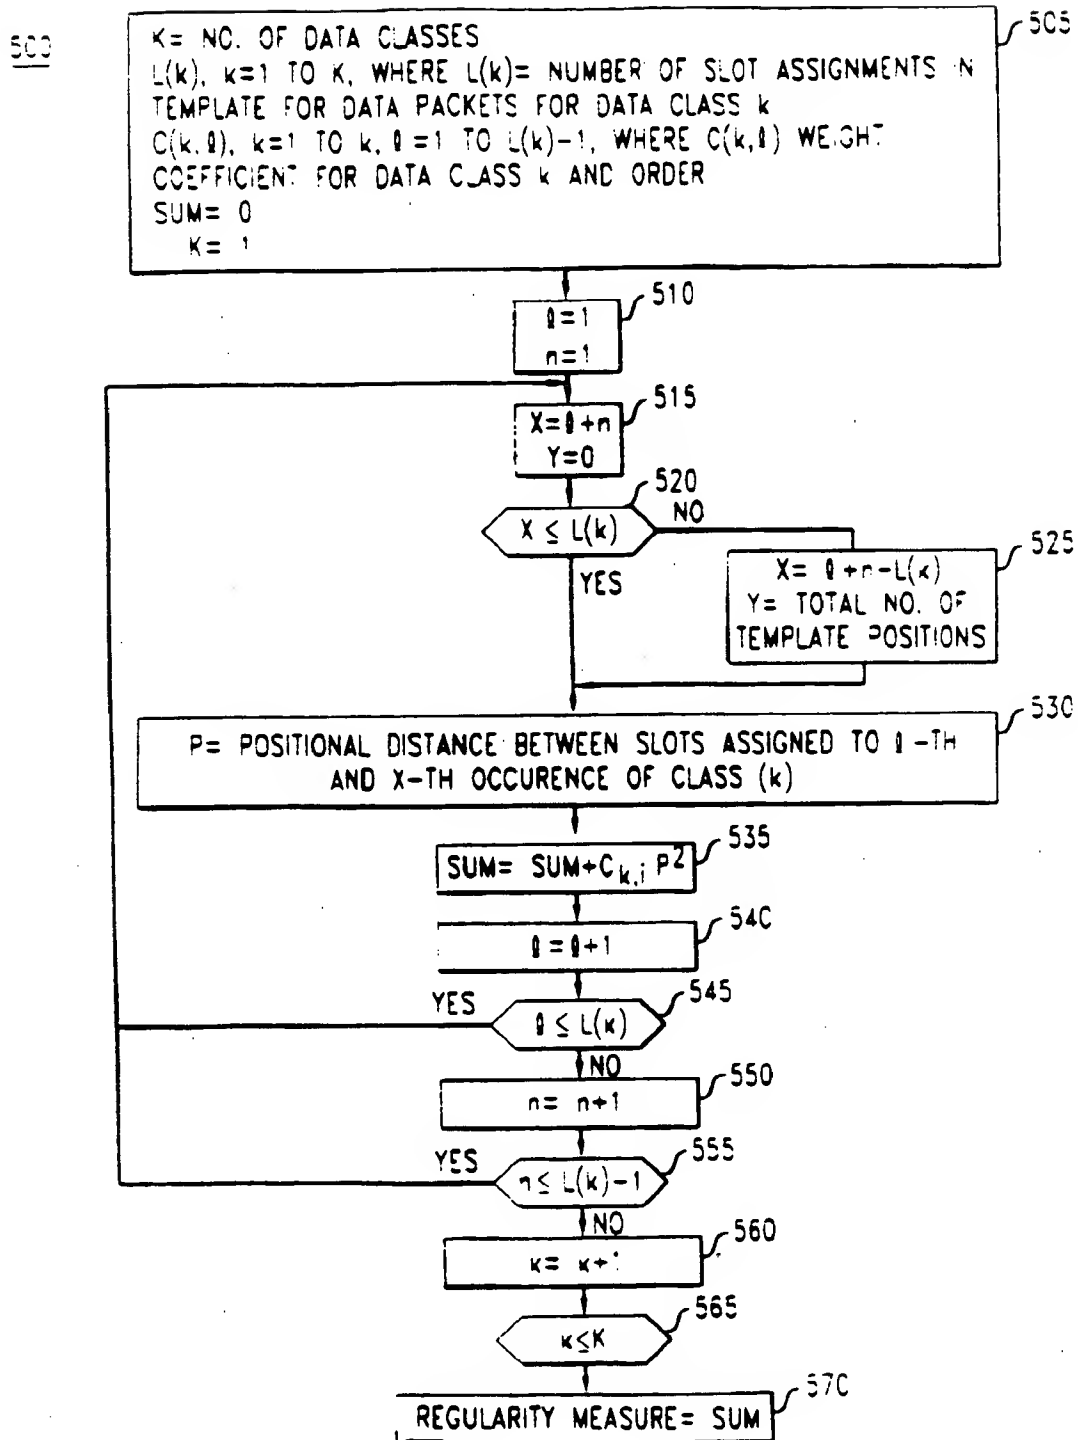 500
505
K= NO. OF DATA CLASSES
L(k), k=1 TO K, WHERE L(k)= NUMBER OF SLOT ASSIGNMENTS IN
TEMPLATE FOR DATA PACKETS FOR DATA CLASS k
C(k,ℓ), k=1 TO k, ℓ=1 TO L(k)-1, WHERE C(k,ℓ) WEIGHT
COEFFICIENT FOR DATA CLASS k AND ORDER
SUM= 0
K= 1
510
ℓ=1
n=1
515
X=ℓ+n
Y=0
520
X ≤ L(k)
NO
YES
525
X= ℓ+n-L(k)
Y= TOTAL NO. OF
TEMPLATE POSITIONS
530
P= POSITIONAL DISTANCE BETWEEN SLOTS ASSIGNED TO ℓ-TH
AND X-TH OCCURENCE OF CLASS (k)
535
SUM= SUM+C k,i P²
540
ℓ=ℓ+1
545
YES
ℓ ≤ L(k)
NO
550
n= n+1
555
YES
n≤ L(k)-1
NO
560
k= k+1
565
k≤K
570
REGULARITY MEASURE= SUM